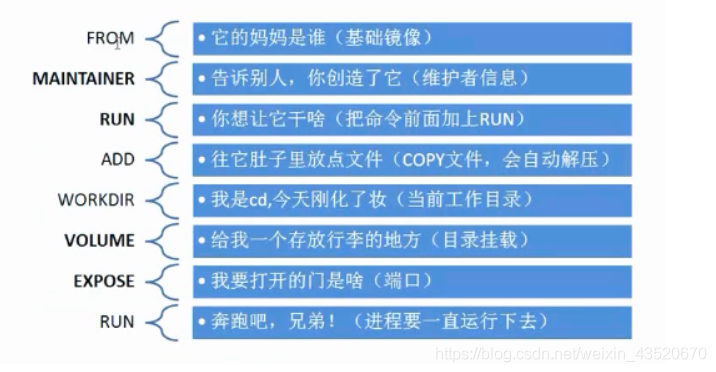 FROM • 它的妈妈是谁（基础镜像）
MAINTAINER • 告诉别人，你创造了它（维护者信息）
RUN • 你想让它干啥（把命令前面加上RUN）
ADD • 往它肚子里放点文件（COPY文件，会自动解压）
WORKDIR • 我是cd,今天刚化了妆（当前工作目录）
VOLUME • 给我一个存放行李的地方（目录挂载）
EXPOSE • 我要打开的门是啥（端口）
RUN • 奔跑吧，兄弟！（进程要一直运行下去）
https://blog.csdn.net/weixin_43520670